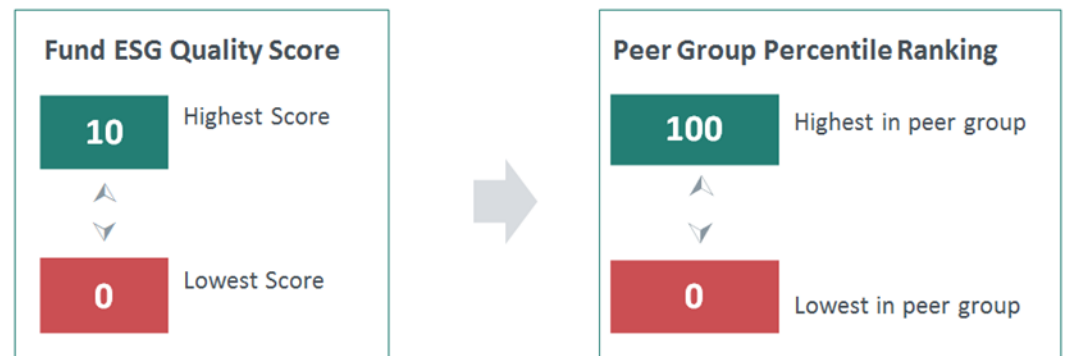 Fund ESG Quality Score
10
Highest Score
0
Lowest Score
Peer Group Percentile Ranking
100
Highest in peer group
0
Lowest in peer group